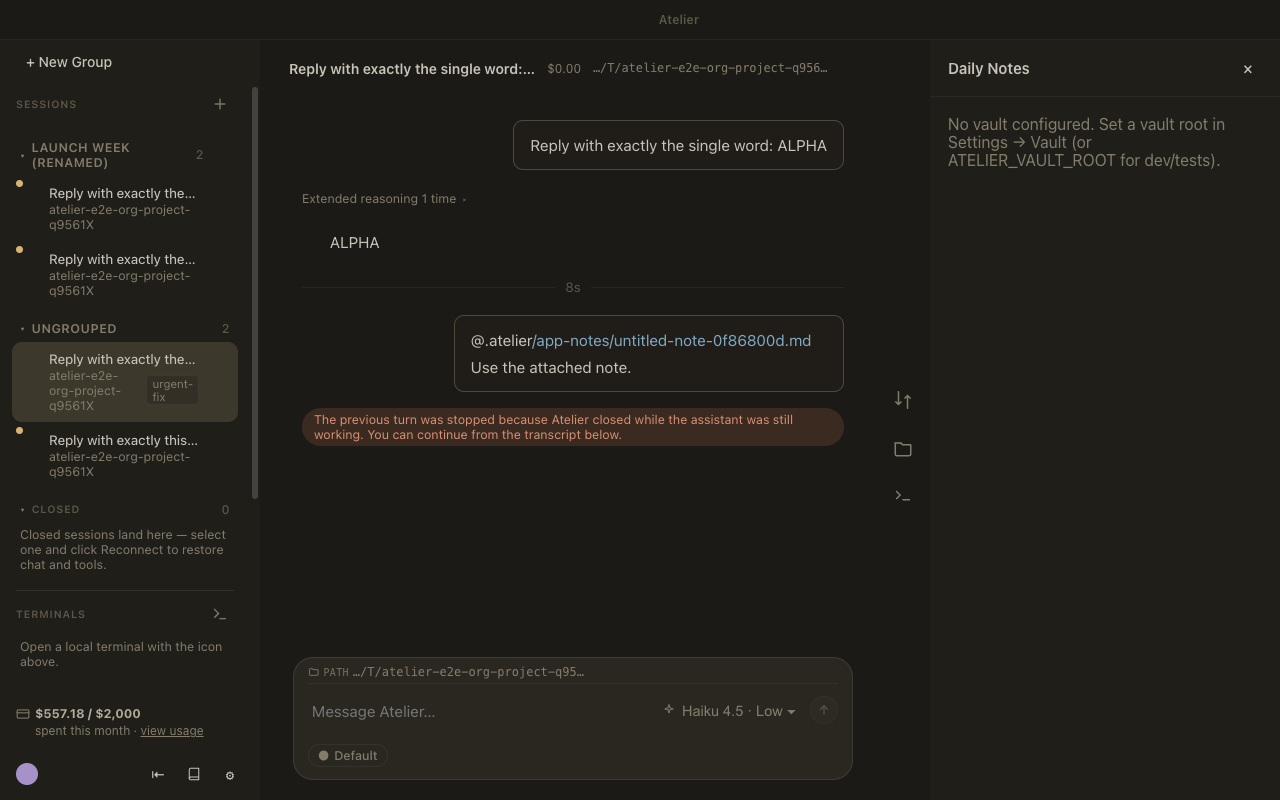 Atelier
+ New Group
SESSIONS
LAUNCH WEEK
(RENAMED)
2
Reply with exactly the...
atelier-e2e-org-project-
q9561X
Reply with exactly the...
atelier-e2e-org-project-
q9561X
UNGROUPED
2
Reply with exactly the...
atelier-e2e-
org-project-
q9561X
urgent-
fix
Reply with exactly this...
atelier-e2e-org-project-
q9561X
CLOSED
0
Closed sessions land here — select
one and click Reconnect to restore
chat and tools.
TERMINALS
Open a local terminal with the icon
above.
$557.18 / $2,000
spent this month · view usage
Reply with exactly the single word:... $0.00 …/T/atelier-e2e-org-project-q956…
Reply with exactly the single word: ALPHA
Extended reasoning 1 time
ALPHA
8s
@.atelier/app-notes/untitled-note-0f86800d.md
Use the attached note.
The previous turn was stopped because Atelier closed while the assistant was still
working. You can continue from the transcript below.
PATH …/T/atelier-e2e-org-project-q95…
Message Atelier...
Haiku 4.5 · Low
Default
Daily Notes
No vault configured. Set a vault root in
Settings → Vault (or
ATELIER_VAULT_ROOT for dev/tests).